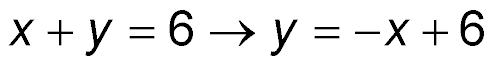 x + y = 6 → y = −x + 6